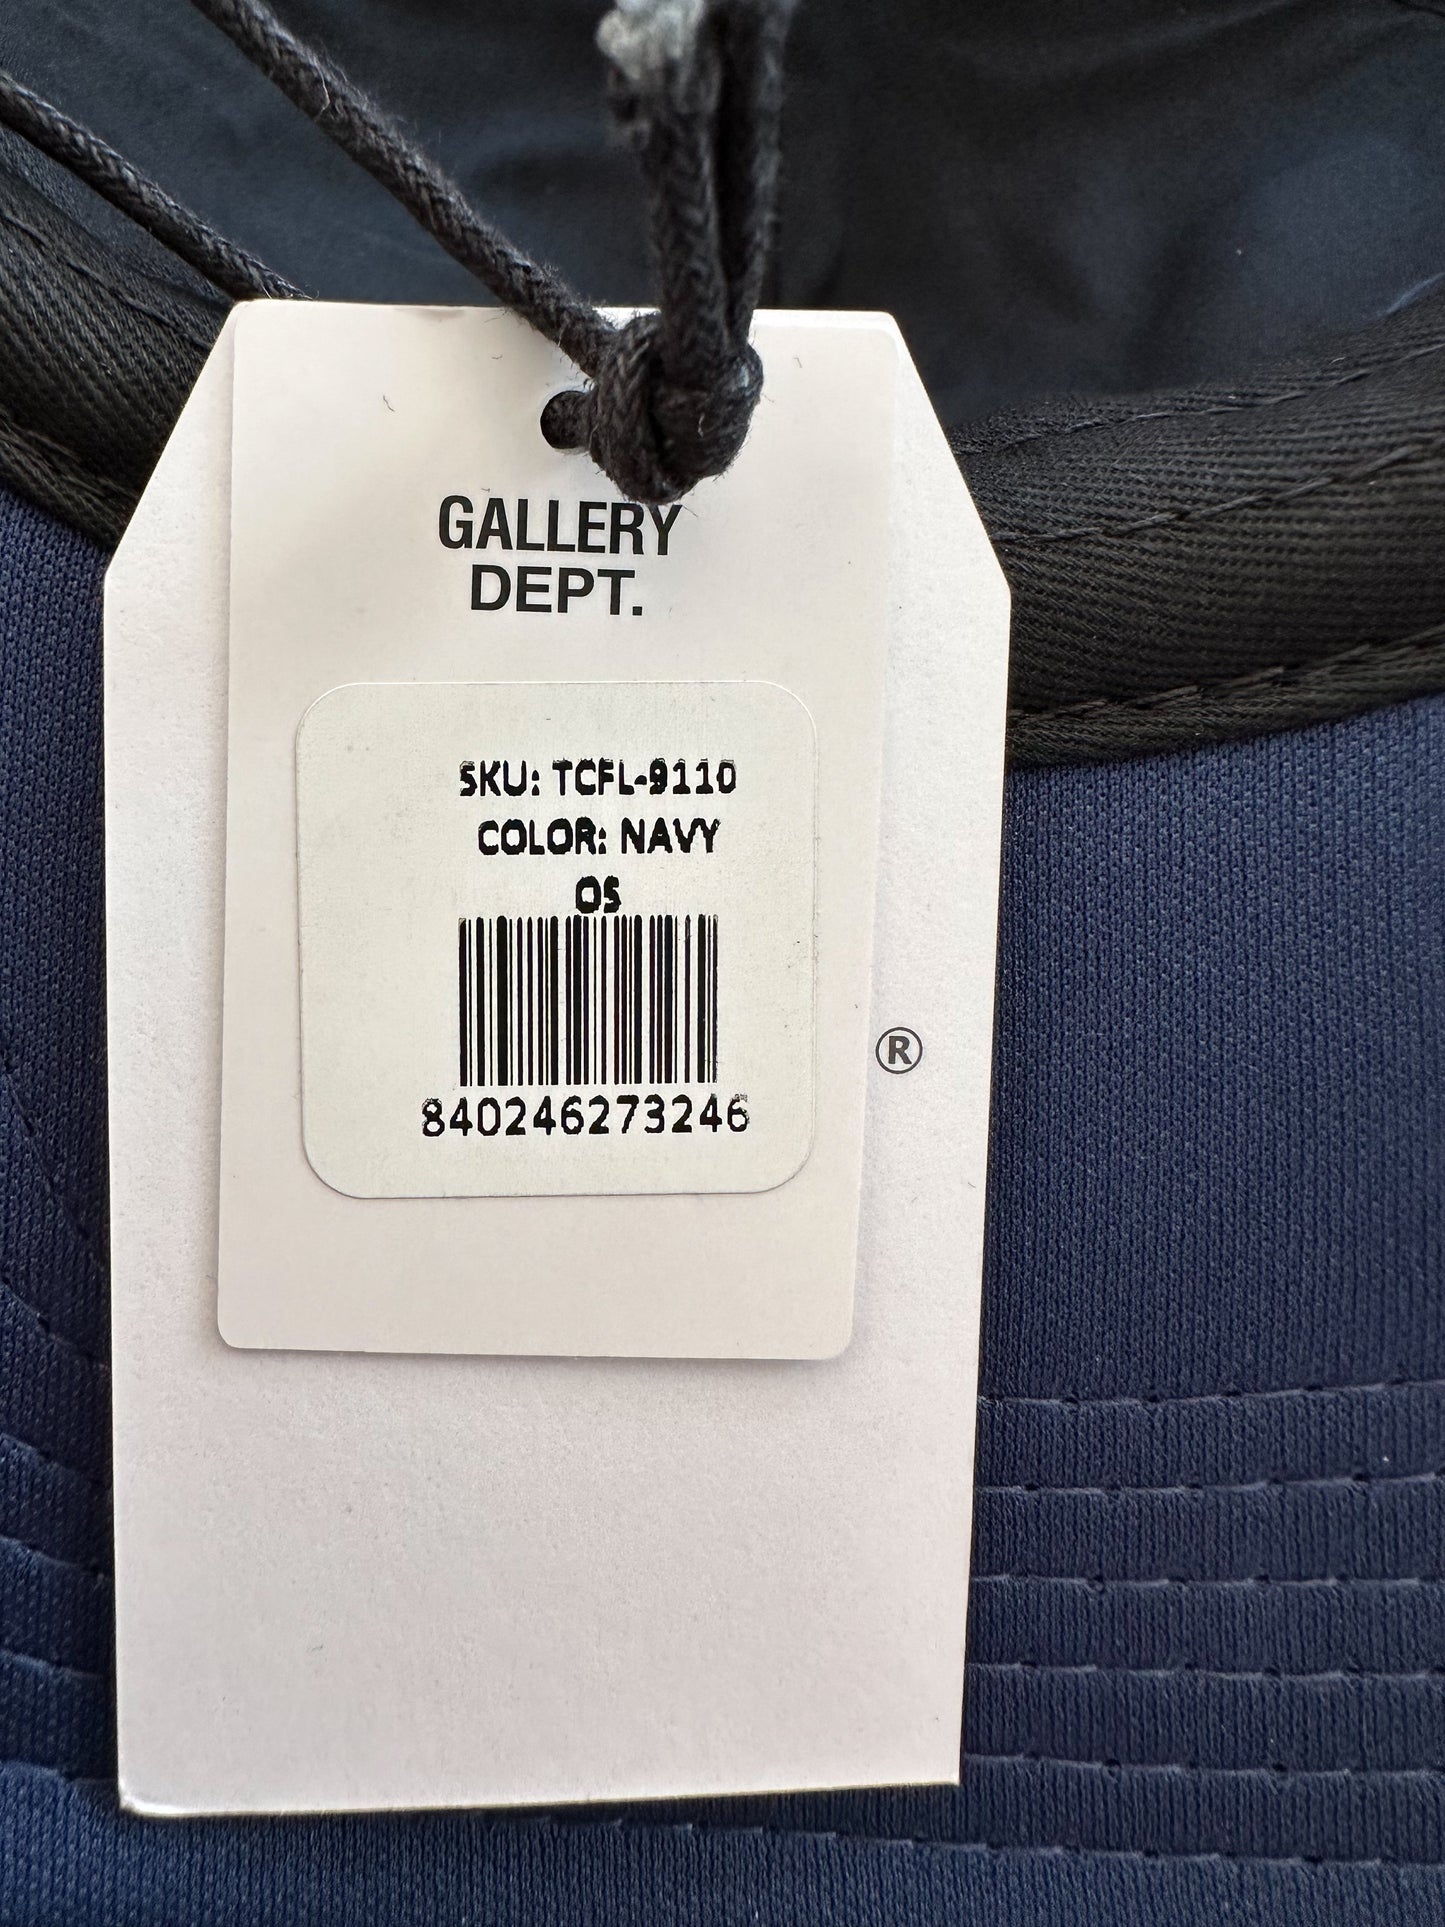 GALLERY
DEPT.
SKU: TCFL-9110
COLOR: NAVY
OS
840246273246
®